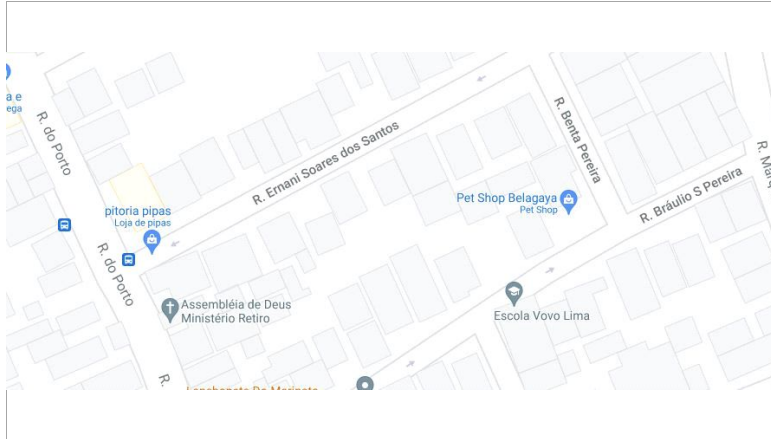 a e
ega
R. do Porto
R. Ernani Soares dos Santos
R. Benta Pereira
R. Bráulio S Pereira
pitoria pipas
Loja de pipas
Pet Shop Belagaya
Pet Shop
R. do Porto
Assembléia de Deus
Ministério Retiro
Escola Vovo Lima
R.